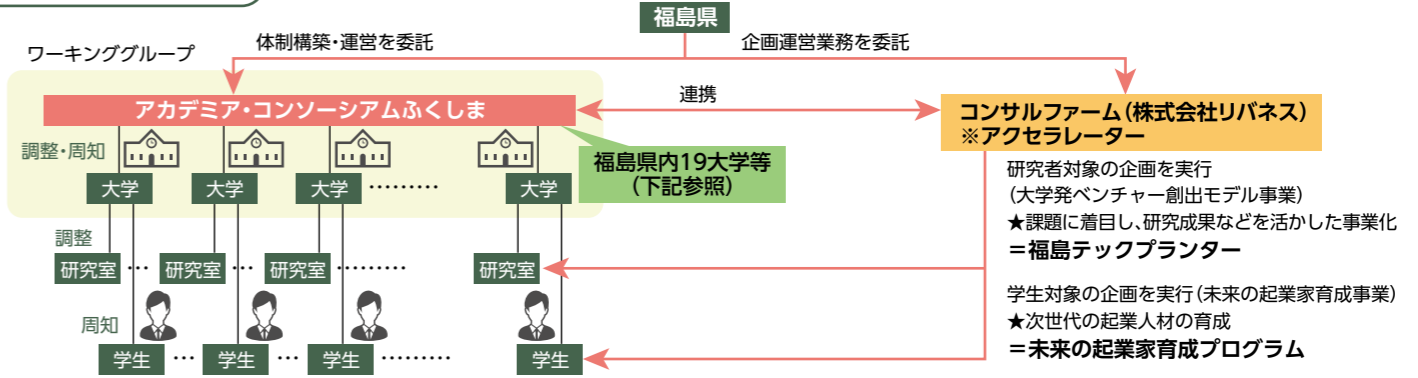 福島県
体制構築・運営を委託
企画運営業務を委託
ワーキンググループ
アカデミア・コンソーシアムふくしま
連携
コンサルファーム(株式会社リバネス)
※アクセラレーター
調整・周知
福島県内19大学等
(下記参照)
大学
大学
大学
………
大学
研究者対象の企画を実行
(大学発ベンチャー創出モデル事業)
★課題に着目し、研究成果などを活かした事業化
=福島テックプランター
調整
研究室
…
研究室
…
研究室
………
研究室
学生対象の企画を実行(未来の起業家育成事業)
★次世代の起業人材の育成
=未来の起業家育成プログラム
周知
学生
…
学生
…
学生
………
学生